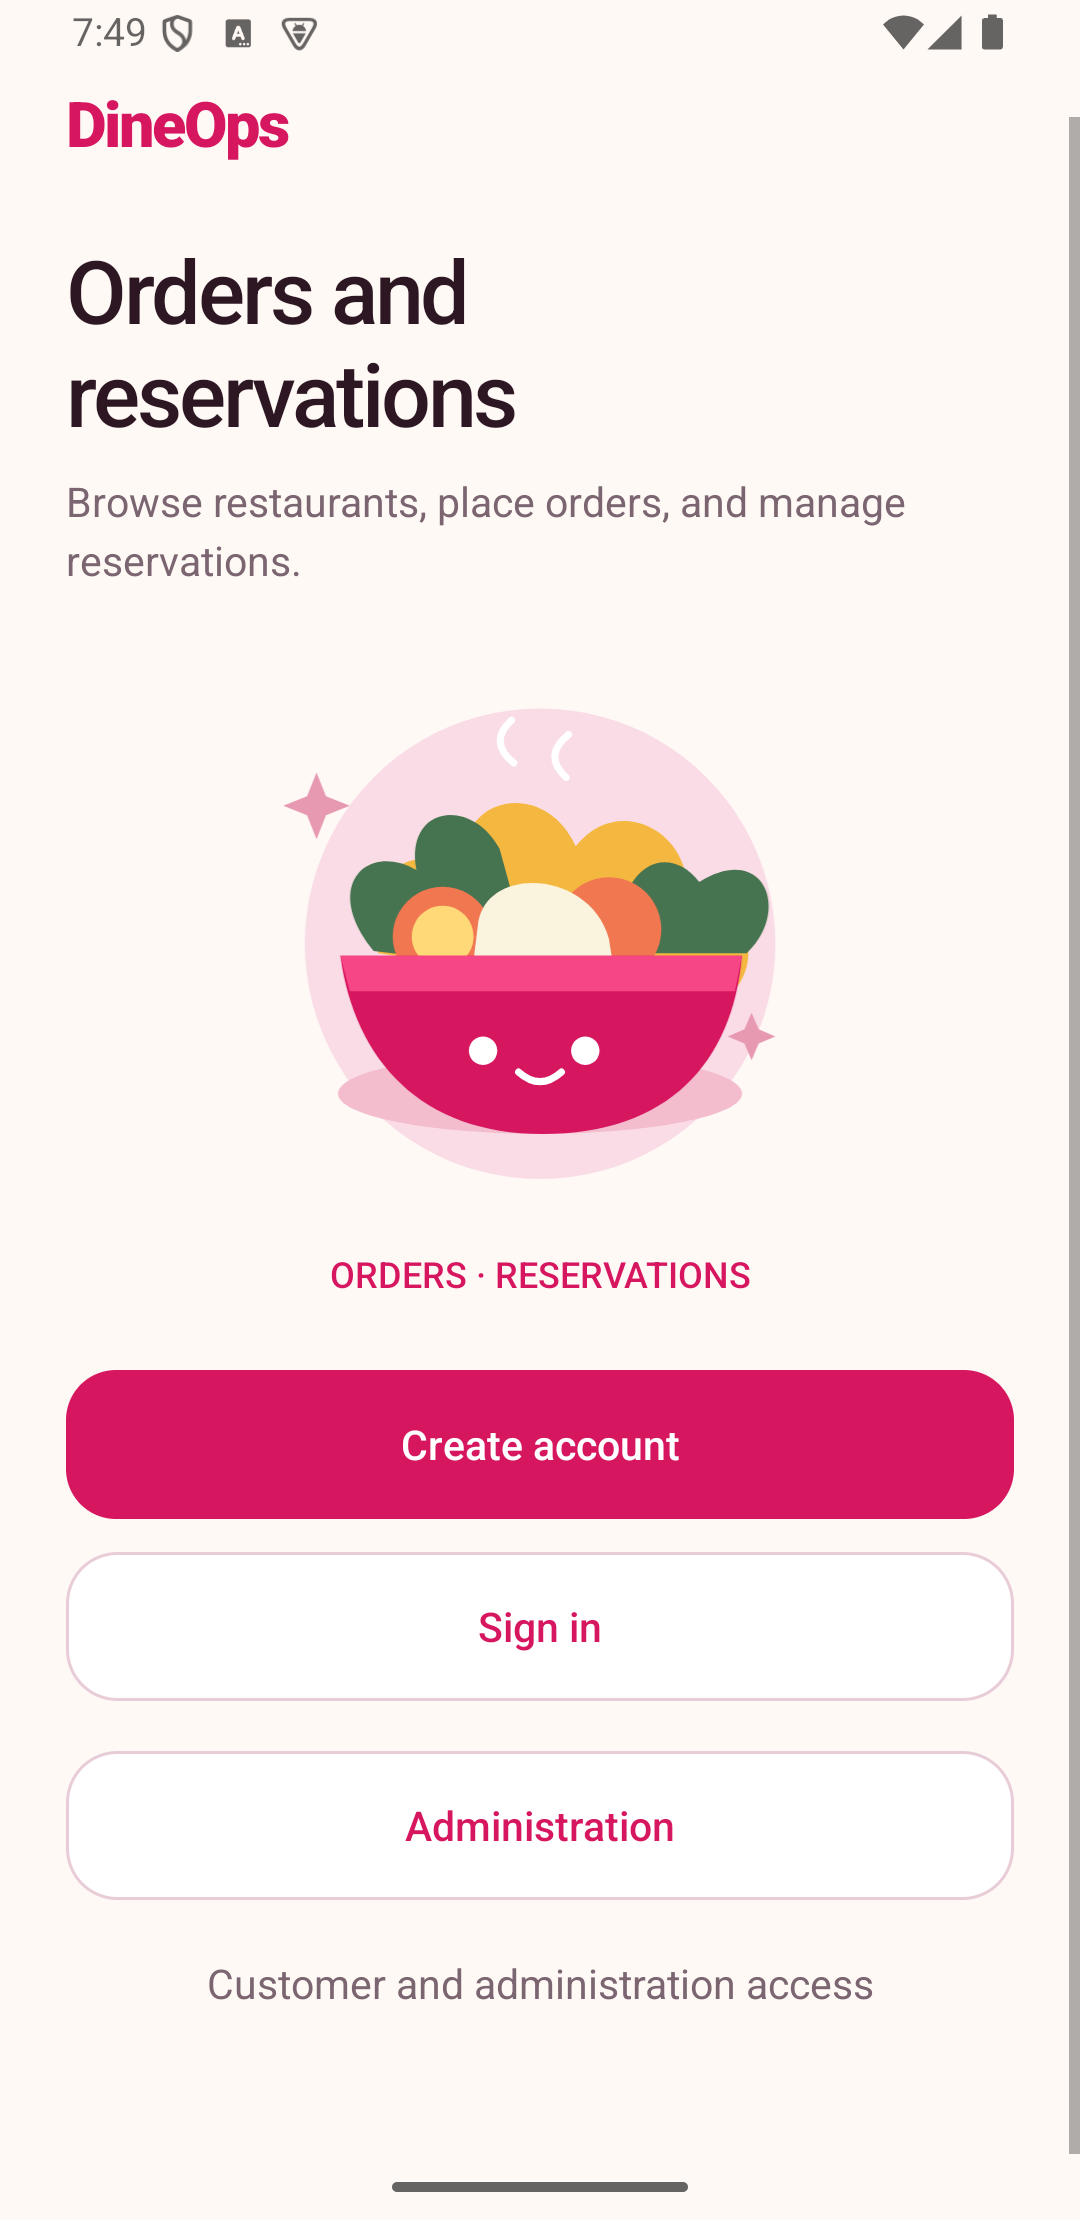 7:49
DineOps
Orders and
reservations
Browse restaurants, place orders, and manage
reservations.
ORDERS · RESERVATIONS
Create account
Sign in
Administration
Customer and administration access